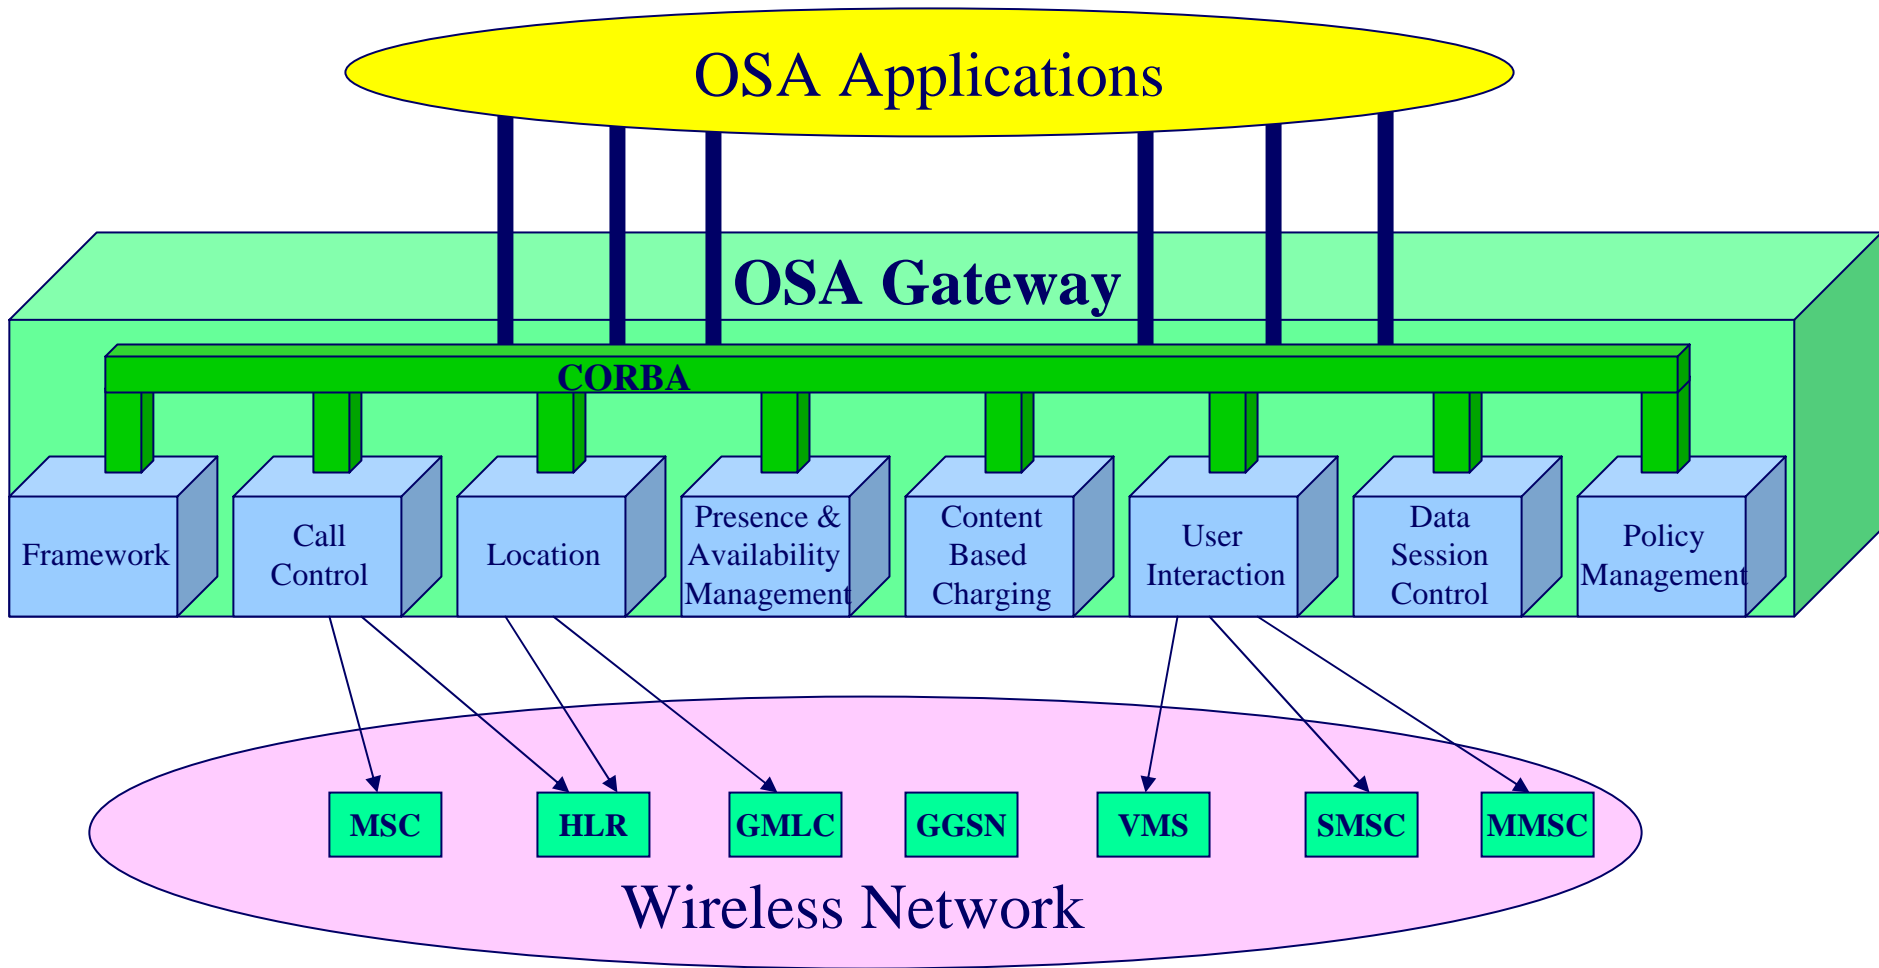 OSA Applications
OSA Gateway
CORBA
Framework
Call
Control
Location
Presence &
Availability
Management
Content
Based
Charging
User
Interaction
Data
Session
Control
Policy
Management
MSC
HLR
GMLC
GGSN
VMS
SMSC
MMSC
Wireless Network